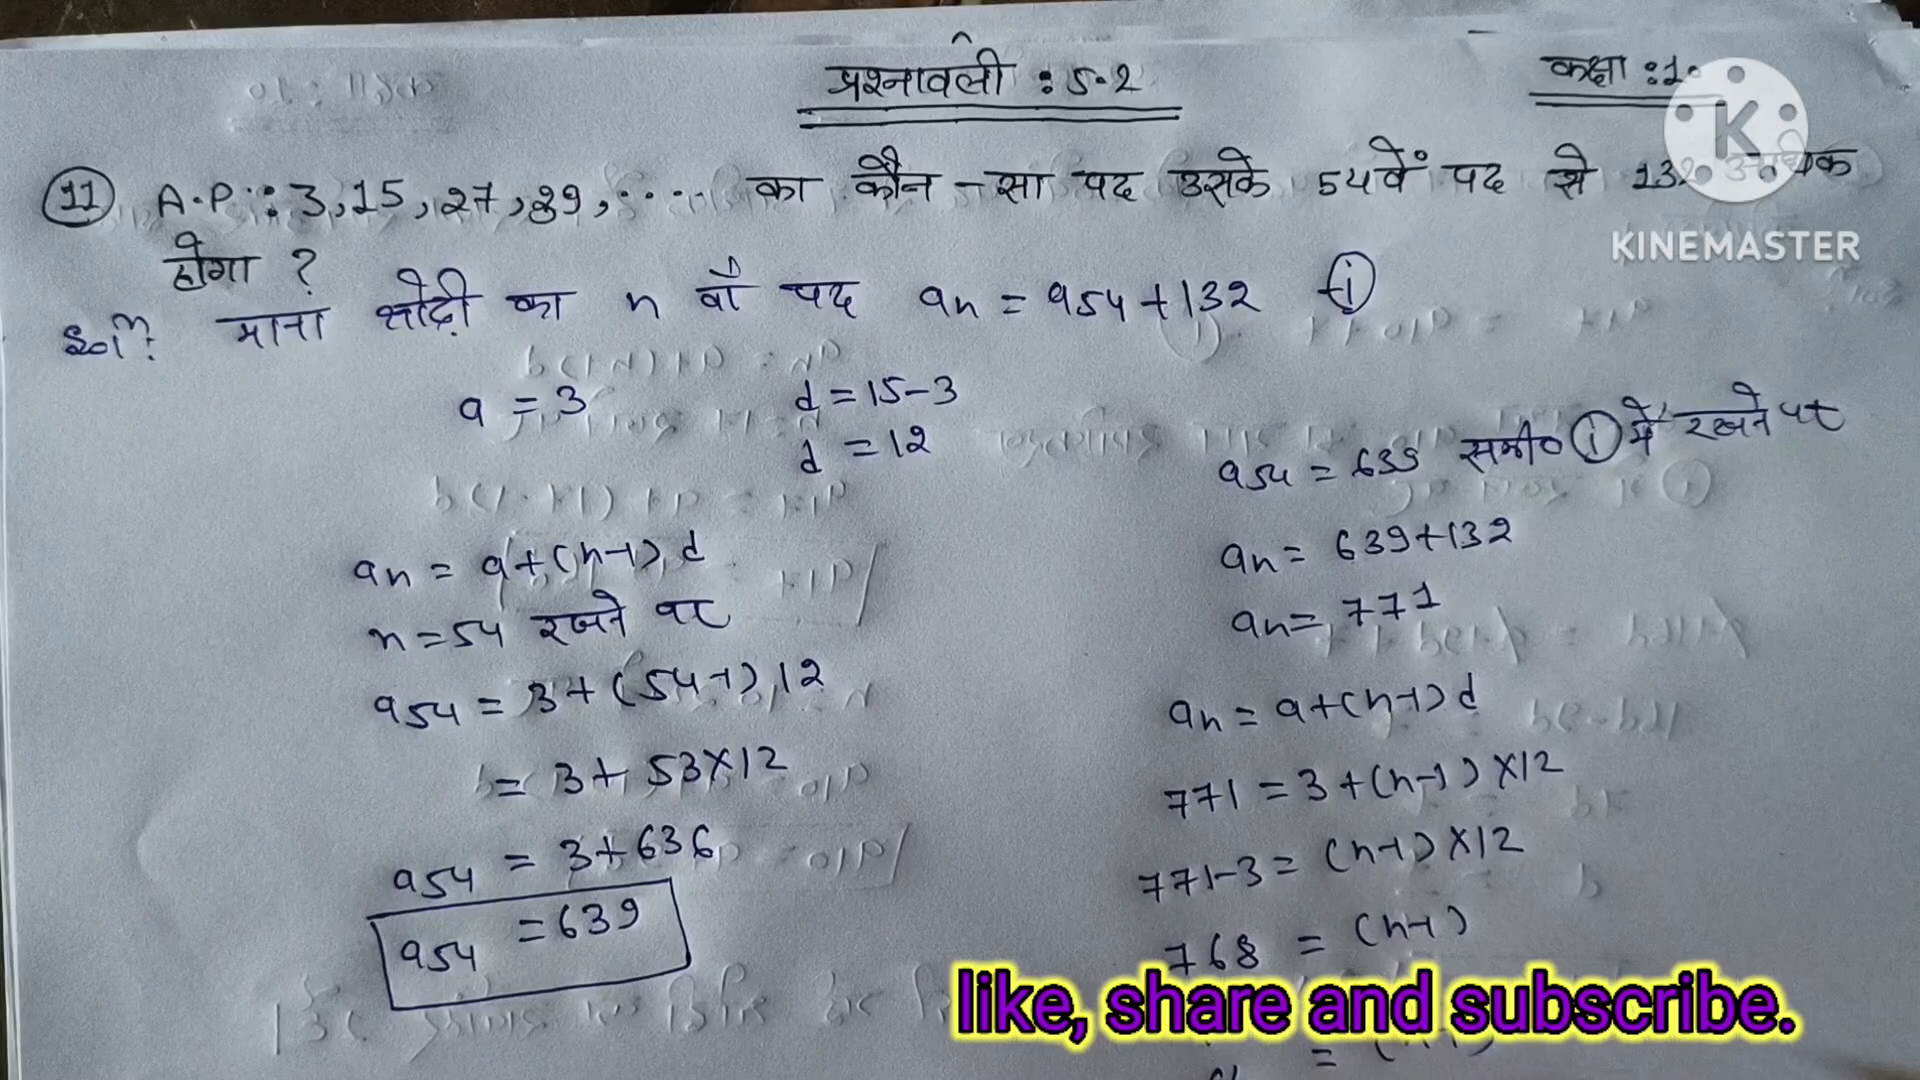 प्रश्नावली : 5.2
कक्षा : 1
K
KINEMASTER
11 A.P.: 3, 15, 27, 39, .... का कौन-सा पद उसके 54वें पद से 132
होगा ?
माना श्रेढ़ी का n वाँ पद an = a54 + 132 - (i)
a = 3
d = 15 - 3
d = 12
an = a + (n-1) d
n = 54 रखने पर
a54 = 3 + (54-1) 12
= 3 + 53 × 12
a54 = 3 + 636
a54 = 639
a54 = 639 समी० (i) में रखने पर
an = 639 + 132
an = 771
an = a + (n-1) d
771 = 3 + (n-1) × 12
771 - 3 = (n-1) × 12
768 = (n-1)
like, share and subscribe.